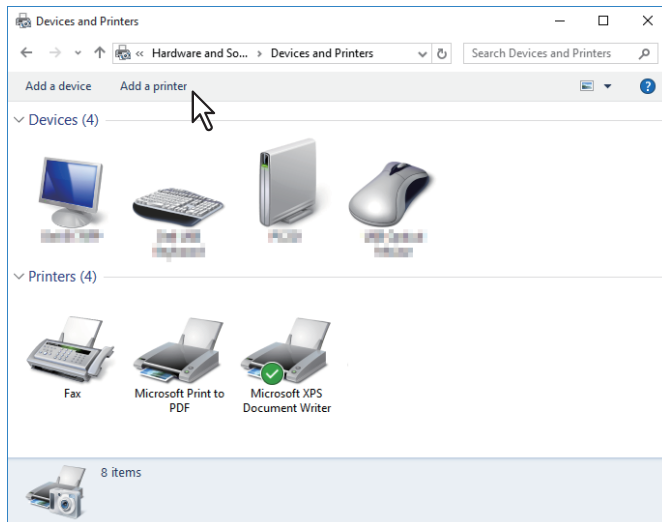 Devices and Printers
« Hardware and So... › Devices and Printers
Search Devices and Printers
Add a device Add a printer
?
Devices (4)
Printers (4)
Fax
Microsoft Print to
PDF
Microsoft XPS
Document Writer
8 items